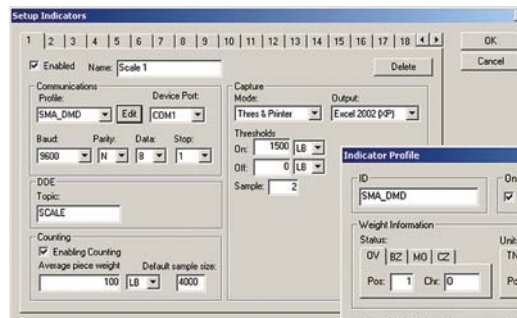 Setup Indicators
1 2 3 4 5 6 7 8 9 10 11 12 13 14 15 16 17 18
OK
Cancel
Enabled Name: Scale 1 Delete
Communications
Profile: Device Port:
SMA_DMD Edit COM1
Baud: Parity: Data: Stop:
9600 N 8 1
DDE
Topic:
SCALE
Counting
Enabling Counting
Average piece weight Default sample size:
100 LB 4000
Capture
Mode: Output:
Thres & Printer Excel 2002 (XP)
Thresholds
On: 1500 LB
Off: 0 LB
Sample: 2
Indicator Profile
ID
SMA_DMD
On
Weight Information
Status:
OV BZ MO CZ
Pos: 1 Chr: 0
Unit
TN
Po